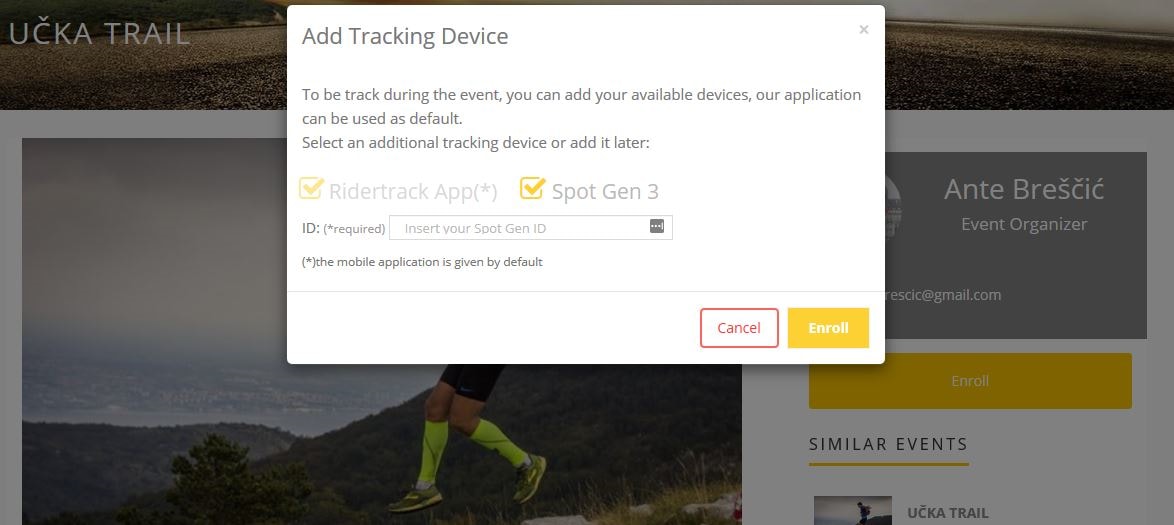 UČKA TRAIL
Add Tracking Device
×
To be track during the event, you can add your available devices, our application
can be used as default.
Select an additional tracking device or add it later:
Ridertrack App(*) Spot Gen 3
ID: (*required) Insert your Spot Gen ID
(*)the mobile application is given by default
Cancel Enroll
Ante Breščić
Event Organizer
rescic@gmail.com
Enroll
SIMILAR EVENTS
UČKA TRAIL